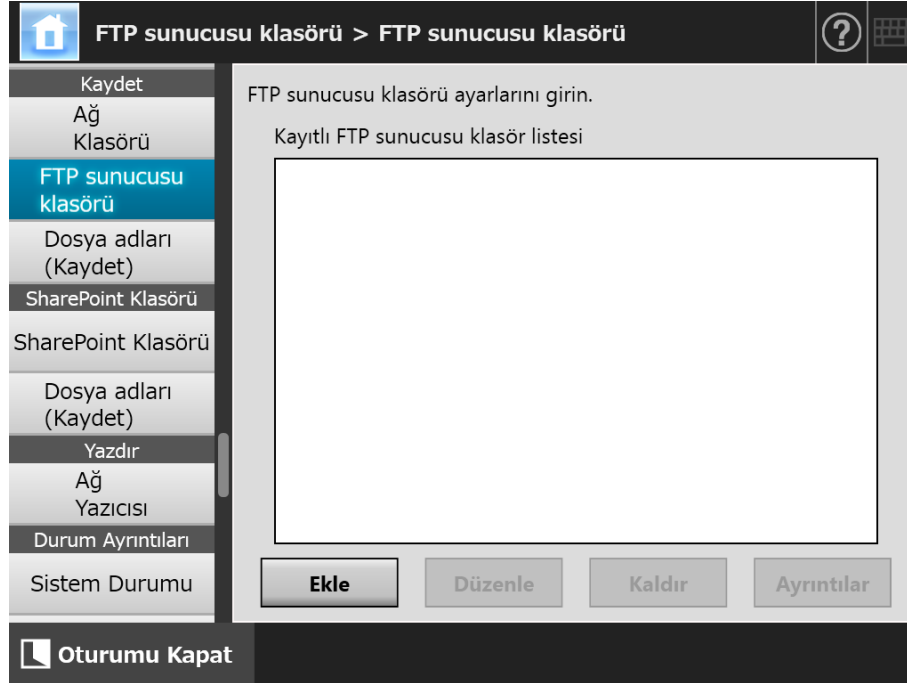 FTP sunucusu klasörü > FTP sunucusu klasörü
?
Kaydet
Ağ
Klasörü
FTP sunucusu
klasörü
Dosya adları
(Kaydet)
SharePoint Klasörü
SharePoint Klasörü
Dosya adları
(Kaydet)
Yazdır
Ağ
Yazıcısı
Durum Ayrıntıları
Sistem Durumu
FTP sunucusu klasörü ayarlarını girin.
Kayıtlı FTP sunucusu klasör listesi
Ekle
Düzenle
Kaldır
Ayrıntılar
Oturumu Kapat